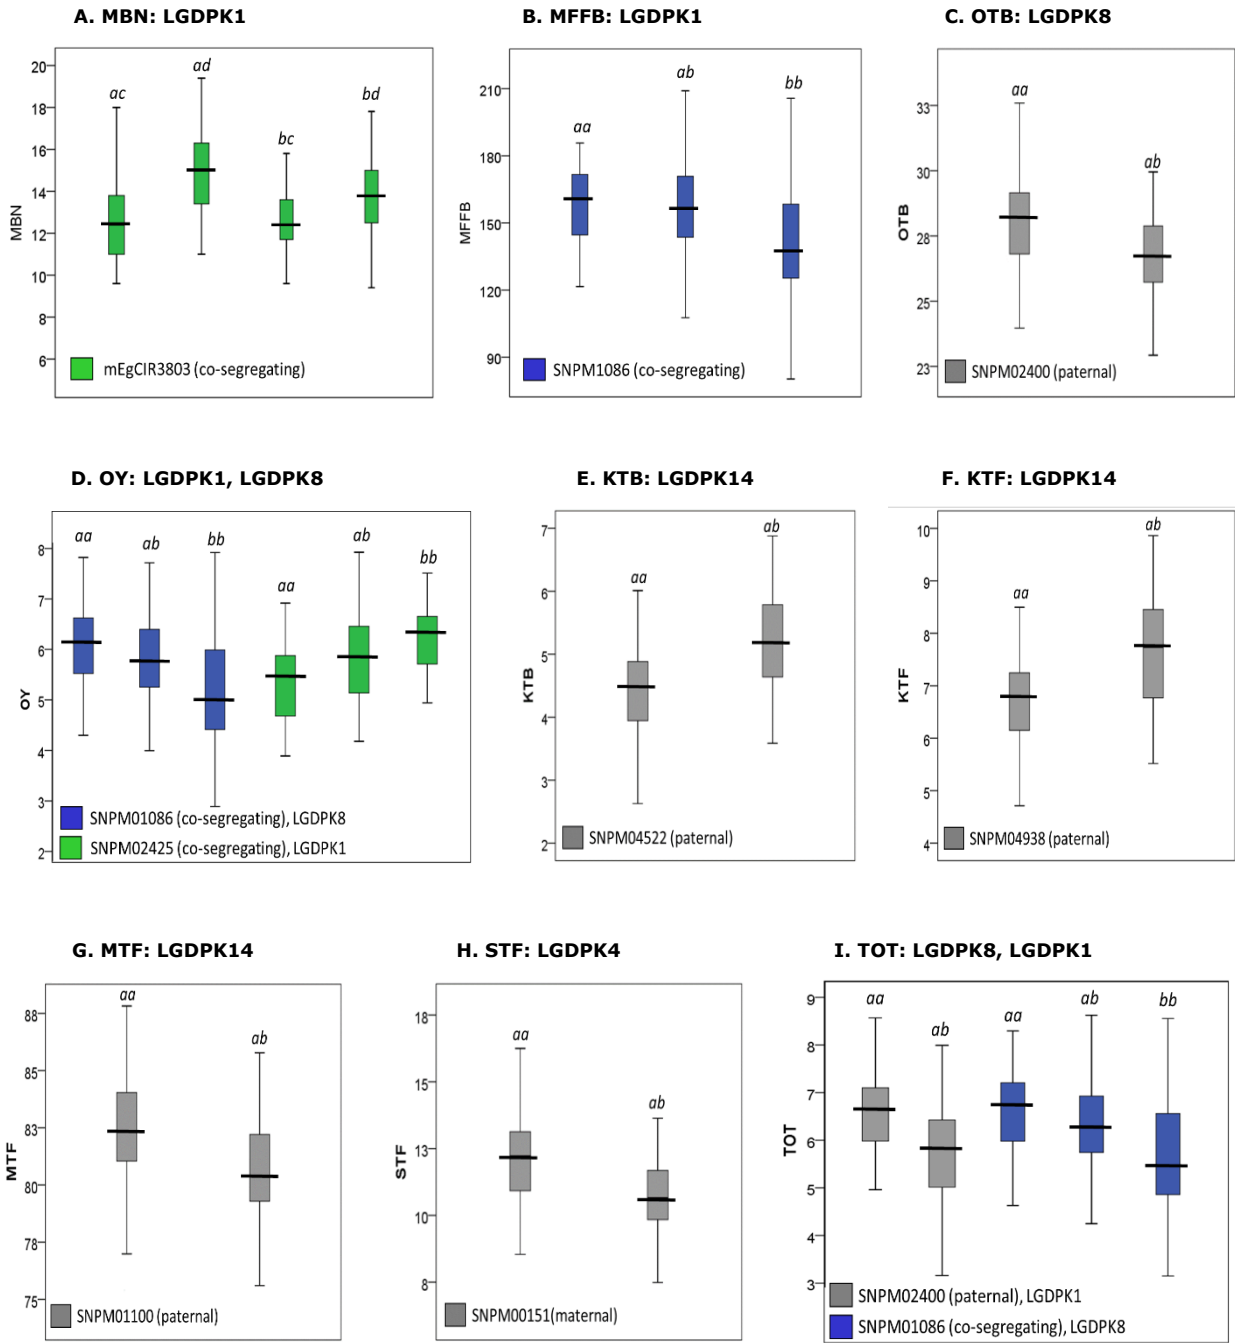 A. MBN: LGDPK1
MBN
20
18
16
14
12
10
8
6
ac
ad
bc
bd
mEgCIR3803 (co-segregating)
B. MFFB: LGDPK1
MFFB
210
180
150
120
90
aa
ab
bb
SNPM1086 (co-segregating)
C. OTB: LGDPK8
OTB
33
30
28
25
23
aa
ab
SNPM02400 (paternal)
D. OY: LGDPK1, LGDPK8
OY
8
7
6
5
4
3
2
aa
ab
bb
aa
ab
bb
SNPM01086 (co-segregating), LGDPK8
SNPM02425 (co-segregating), LGDPK1
E. KTB: LGDPK14
KTB
7
6
5
4
3
2
aa
ab
SNPM04522 (paternal)
F. KTF: LGDPK14
KTF
10
9
8
7
6
5
4
aa
ab
SNPM04938 (paternal)
G. MTF: LGDPK14
MTF
88
85
83
80
78
75
aa
ab
SNPM01100 (paternal)
H. STF: LGDPK4
STF
18
15
13
10
8
aa
ab
SNPM00151(maternal)
I. TOT: LGDPK8, LGDPK1
TOT
9
8
7
6
5
4
3
aa
ab
aa
ab
bb
SNPM02400 (paternal), LGDPK1
SNPM01086 (co-segregating), LGDPK8